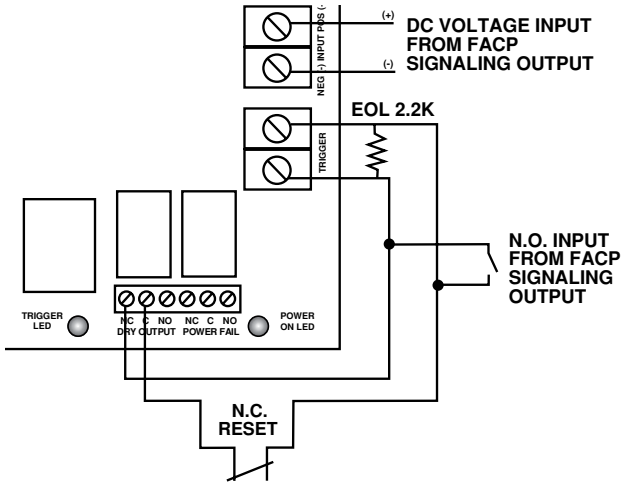 (+)
DC VOLTAGE INPUT
FROM FACP
SIGNALING OUTPUT
(-)
NEG (-) INPUT POS (-
EOL 2.2K
TRIGGER
N.O. INPUT
FROM FACP
SIGNALING
OUTPUT
NC C NO NC C NO
DRY OUTPUT POWER FAIL
TRIGGER
LED
POWER
ON LED
N.C.
RESET